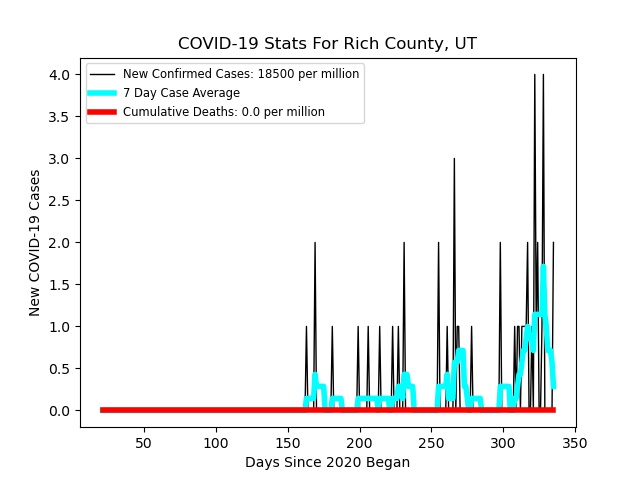 COVID-19 Stats For Rich County, UT
New Confirmed Cases: 18500 per million
7 Day Case Average
Cumulative Deaths: 0.0 per million
New COVID-19 Cases
4.0
3.5
3.0
2.5
2.0
1.5
1.0
0.5
0.0
50 100 150 200 250 300 350
Days Since 2020 Began